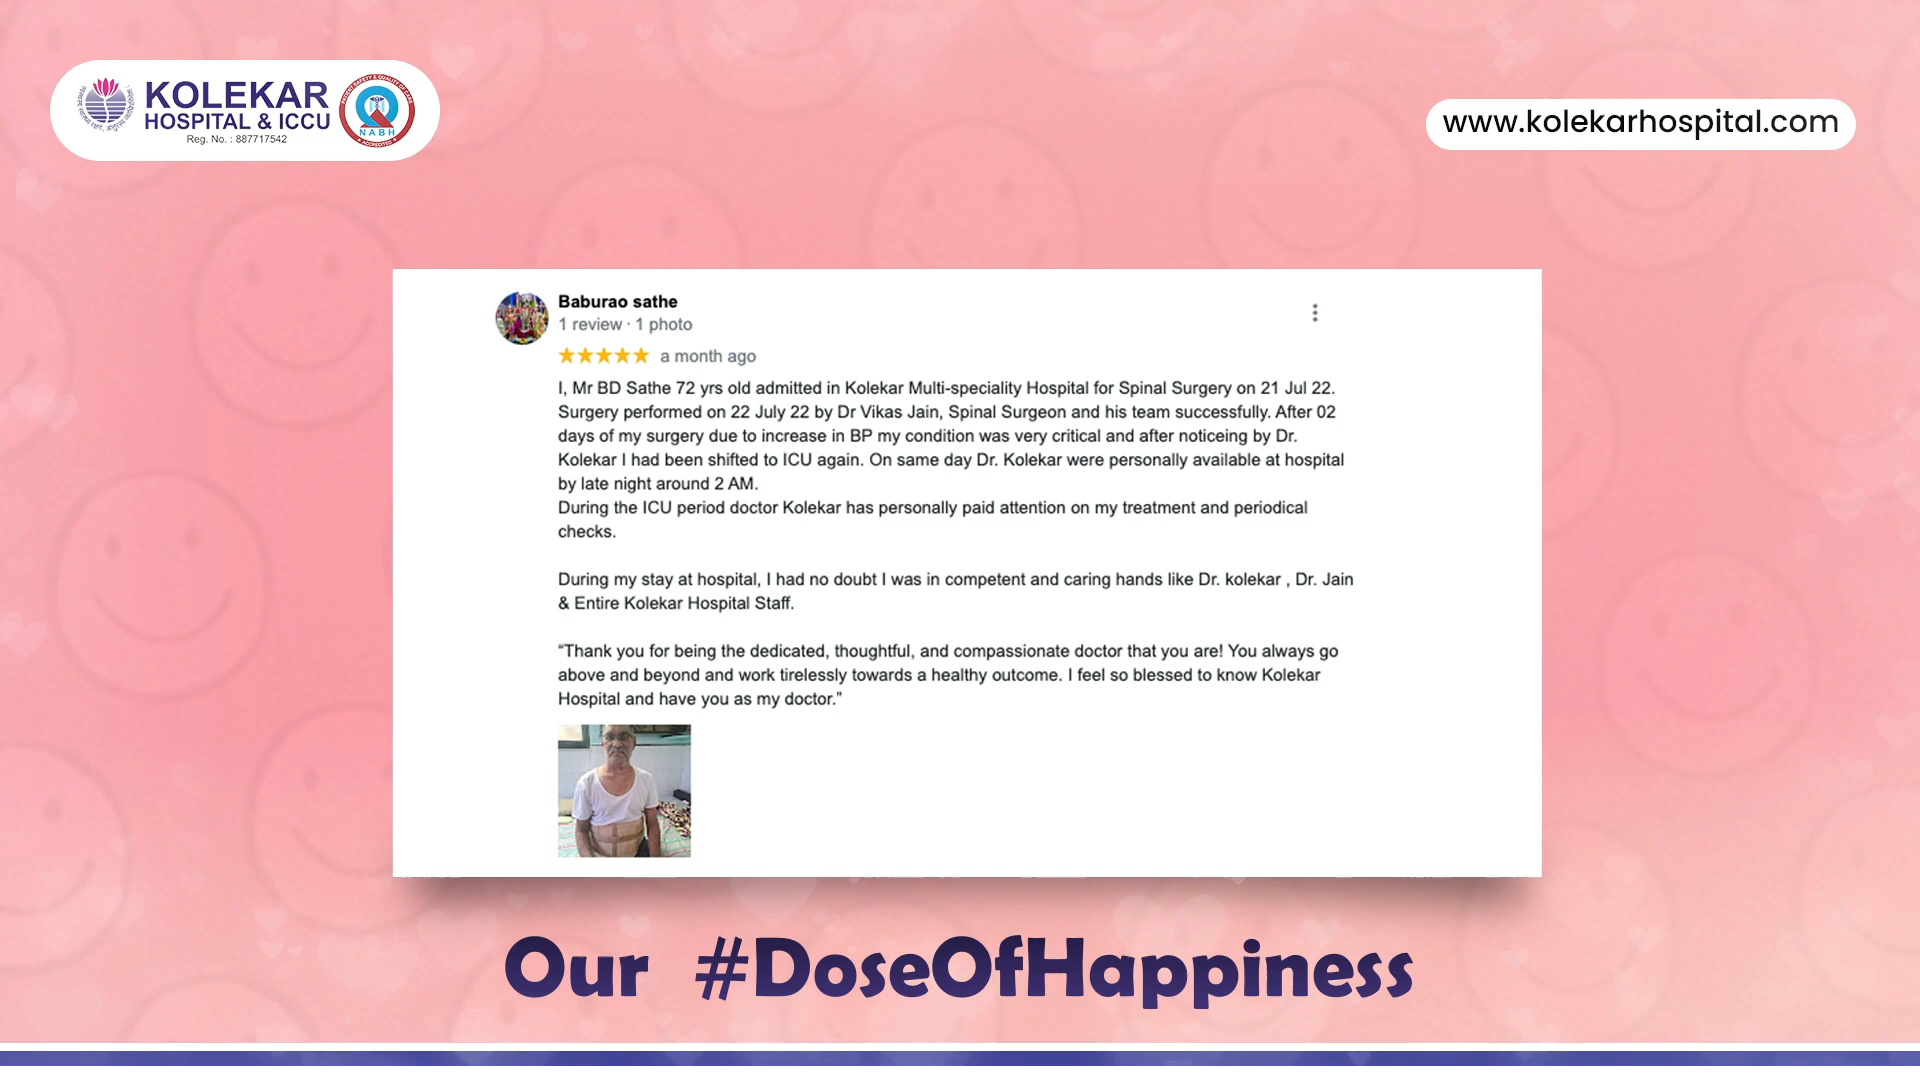 KOLEKAR
HOSPITAL & ICCU
Reg. No. : 887717542
PATIENT SAFETY & QUALITY OF CARE
NABH
ACCREDITED
www.kolekarhospital.com
Baburao sathe
1 review · 1 photo
a month ago
I, Mr BD Sathe 72 yrs old admitted in Kolekar Multi-speciality Hospital for Spinal Surgery on 21 Jul 22.
Surgery performed on 22 July 22 by Dr Vikas Jain, Spinal Surgeon and his team successfully. After 02
days of my surgery due to increase in BP my condition was very critical and after noticeing by Dr.
Kolekar I had been shifted to ICU again. On same day Dr. Kolekar were personally available at hospital
by late night around 2 AM.
During the ICU period doctor Kolekar has personally paid attention on my treatment and periodical
checks.
During my stay at hospital, I had no doubt I was in competent and caring hands like Dr. kolekar , Dr. Jain
& Entire Kolekar Hospital Staff.
“Thank you for being the dedicated, thoughtful, and compassionate doctor that you are! You always go
above and beyond and work tirelessly towards a healthy outcome. I feel so blessed to know Kolekar
Hospital and have you as my doctor.”
Our #DoseOfHappiness